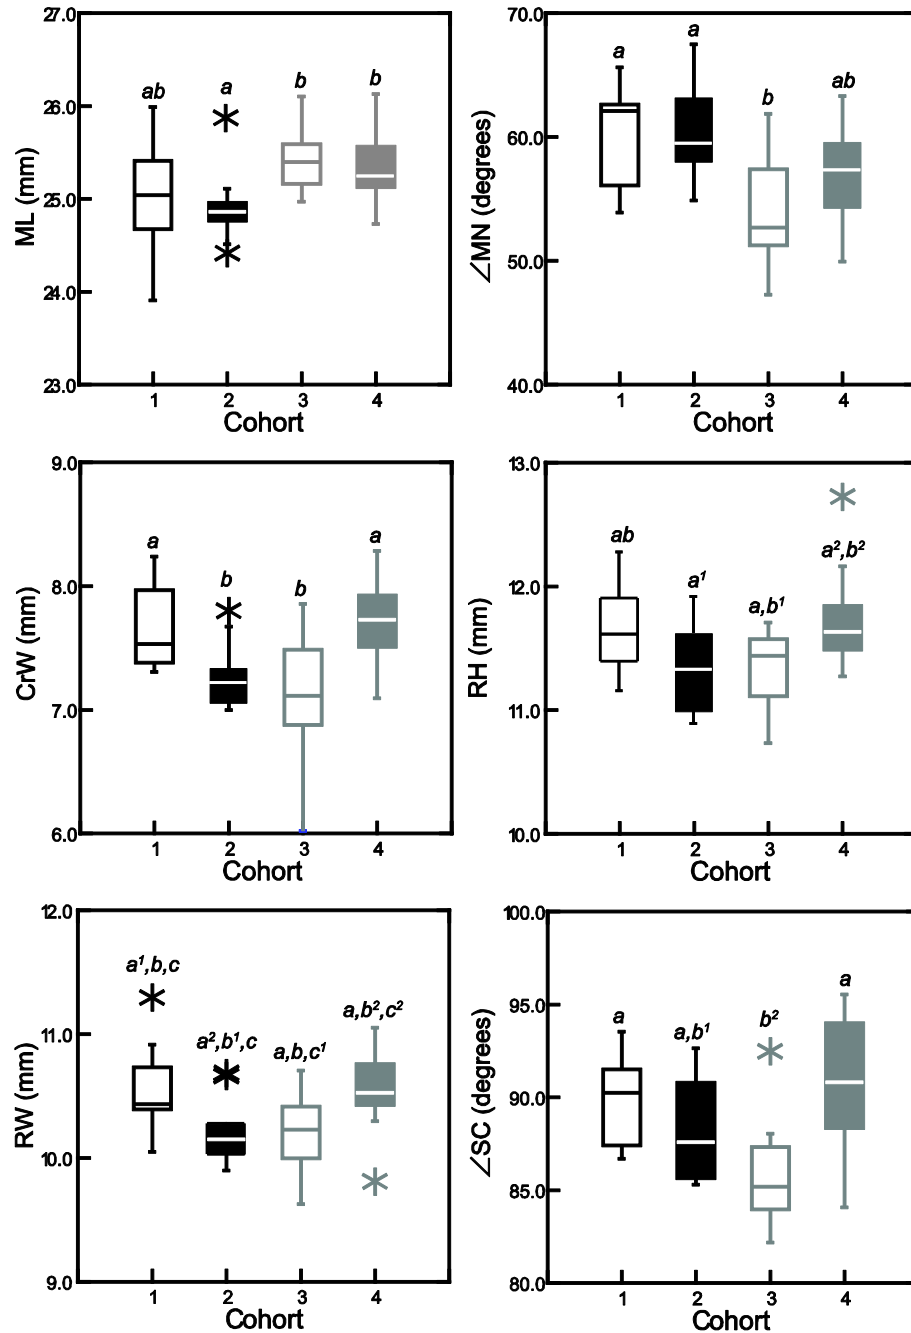 27.0
26.0
25.0
24.0
23.0
ML (mm)
ab
a
b
b
1
2
3
4
Cohort
70.0
60.0
50.0
40.0
∠MN (degrees)
a
a
b
ab
1
2
3
4
Cohort
9.0
8.0
7.0
6.0
CrW (mm)
a
b
b
a
1
2
3
4
Cohort
13.0
12.0
11.0
10.0
RH (mm)
ab
a¹
a,b¹
a²,b²
1
2
3
4
Cohort
12.0
11.0
10.0
9.0
RW (mm)
a¹,b,c
a²,b¹,c
a,b,c¹
a,b²,c²
1
2
3
4
Cohort
100.0
95.0
90.0
85.0
80.0
∠SC (degrees)
a
a,b¹
b²
a
1
2
3
4
Cohort